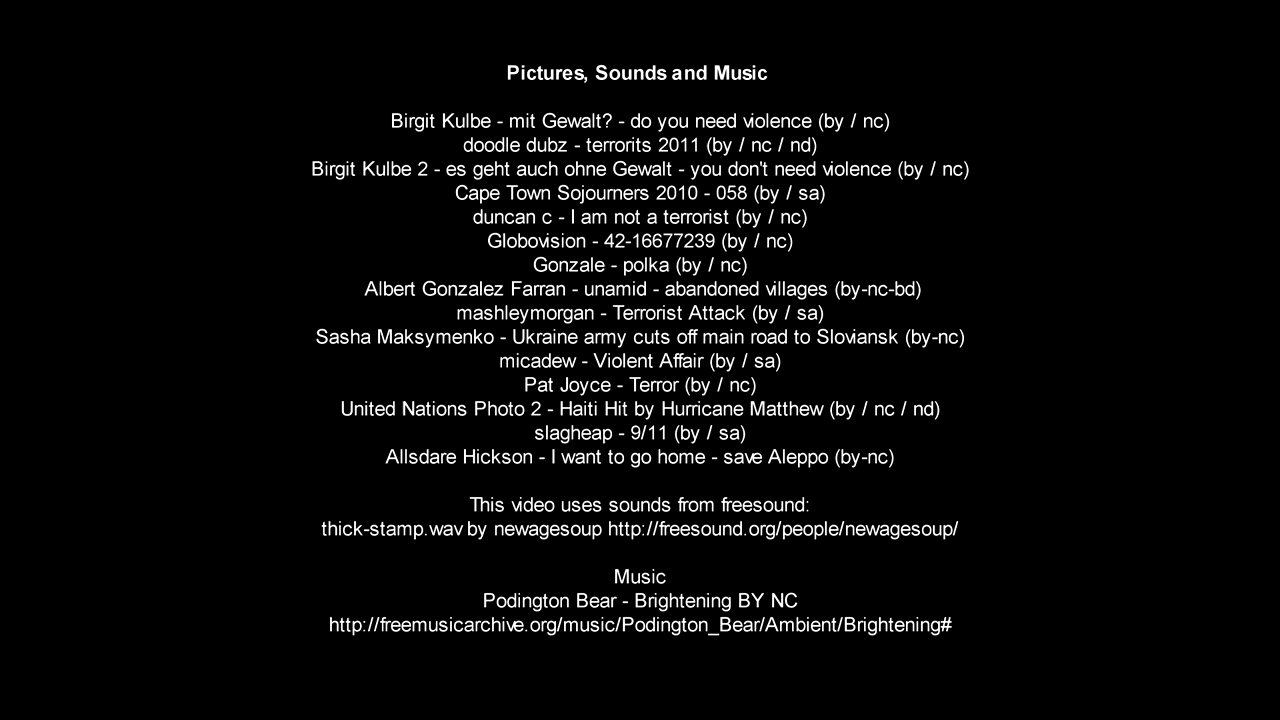 Pictures, Sounds and Music
Birgit Kulbe - mit Gewalt? - do you need violence (by / nc)
doodle dubz - terrorits 2011 (by / nc / nd)
Birgit Kulbe 2 - es geht auch ohne Gewalt - you don't need violence (by / nc)
Cape Town Sojourners 2010 - 058 (by / sa)
duncan c - I am not a terrorist (by / nc)
Globovision - 42-16677239 (by / nc)
Gonzale - polka (by / nc)
Albert Gonzalez Farran - unamid - abandoned villages (by-nc-bd)
mashleymorgan - Terrorist Attack (by / sa)
Sasha Maksymenko - Ukraine army cuts off main road to Sloviansk (by-nc)
micadew - Violent Affair (by / sa)
Pat Joyce - Terror (by / nc)
United Nations Photo 2 - Haiti Hit by Hurricane Matthew (by / nc / nd)
slagheap - 9/11 (by / sa)
Allsdare Hickson - I want to go home - save Aleppo (by-nc)
This video uses sounds from freesound:
thick-stamp.wav by newagesoup http://freesound.org/people/newagesoup/
Music
Podington Bear - Brightening BY NC
http://freemusicarchive.org/music/Podington_Bear/Ambient/Brightening#